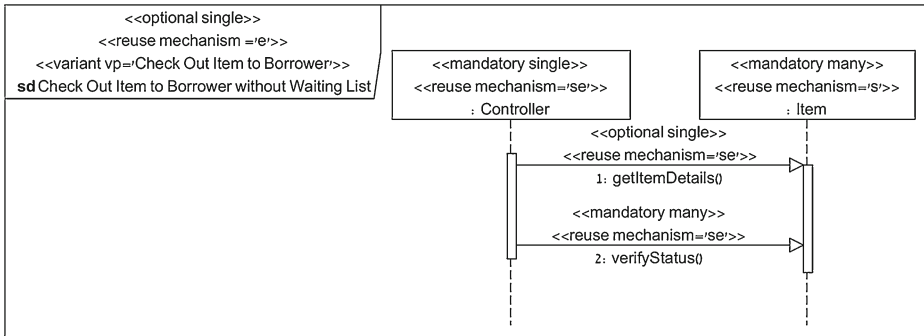 <<optional single>>
<<reuse mechanism ='e'>>
<<variant vp='Check Out Item to Borrower'>>
sd Check Out Item to Borrower without Waiting List
<<mandatory single>>
<<reuse mechanism='se'>>
: Controller
<<mandatory many>>
<<reuse mechanism='s'>>
: Item
<<optional single>>
<<reuse mechanism='se'>>
1: getItemDetails()
<<mandatory many>>
<<reuse mechanism='se'>>
2: verifyStatus()